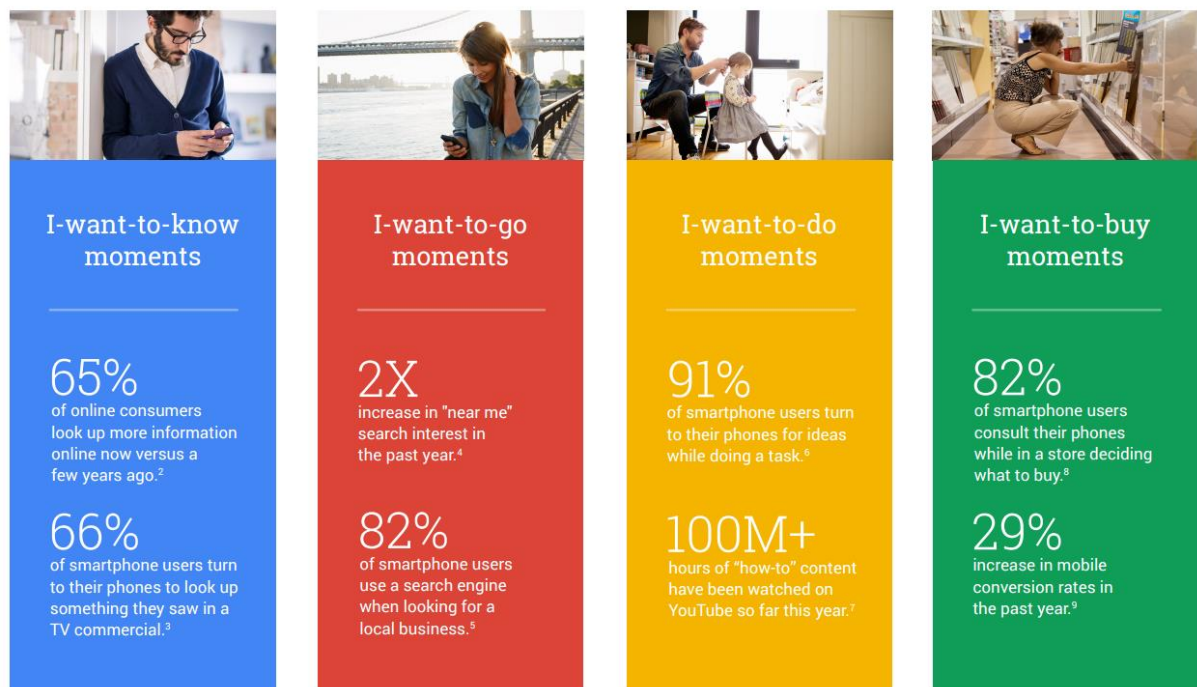 I-want-to-know
moments
65%
of online consumers
look up more information
online now versus a
few years ago.²
66%
of smartphone users turn
to their phones to look up
something they saw in a
TV commercial.³
I-want-to-go
moments
2X
increase in "near me"
search interest in
the past year.⁴
82%
of smartphone users
use a search engine
when looking for a
local business.⁵
I-want-to-do
moments
91%
of smartphone users turn
to their phones for ideas
while doing a task.⁶
100M+
hours of “how-to” content
have been watched on
YouTube so far this year.⁷
I-want-to-buy
moments
82%
of smartphone users
consult their phones
while in a store deciding
what to buy.⁸
29%
increase in mobile
conversion rates in
the past year.⁹